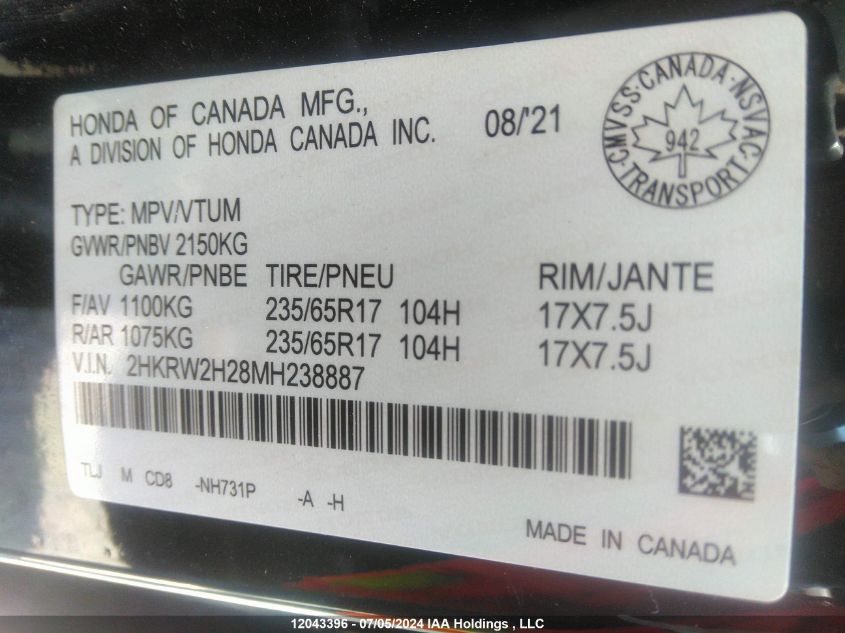 HONDA OF CANADA MFG.,
A DIVISION OF HONDA CANADA INC. 08/'21
CMVSS·CANADA·NSVAC
942
TRANSPORT
TYPE: MPV/VTUM
GVWR/PNBV 2150KG
GAWR/PNBE TIRE/PNEU RIM/JANTE
F/AV 1100KG 235/65R17 104H 17X7.5J
R/AR 1075KG 235/65R17 104H 17X7.5J
V.I.N. 2HKRW2H28MH238887
TLJ M CD8 -NH731P -A -H
MADE IN CANADA
12043396 - 07/05/2024 IAA Holdings , LLC